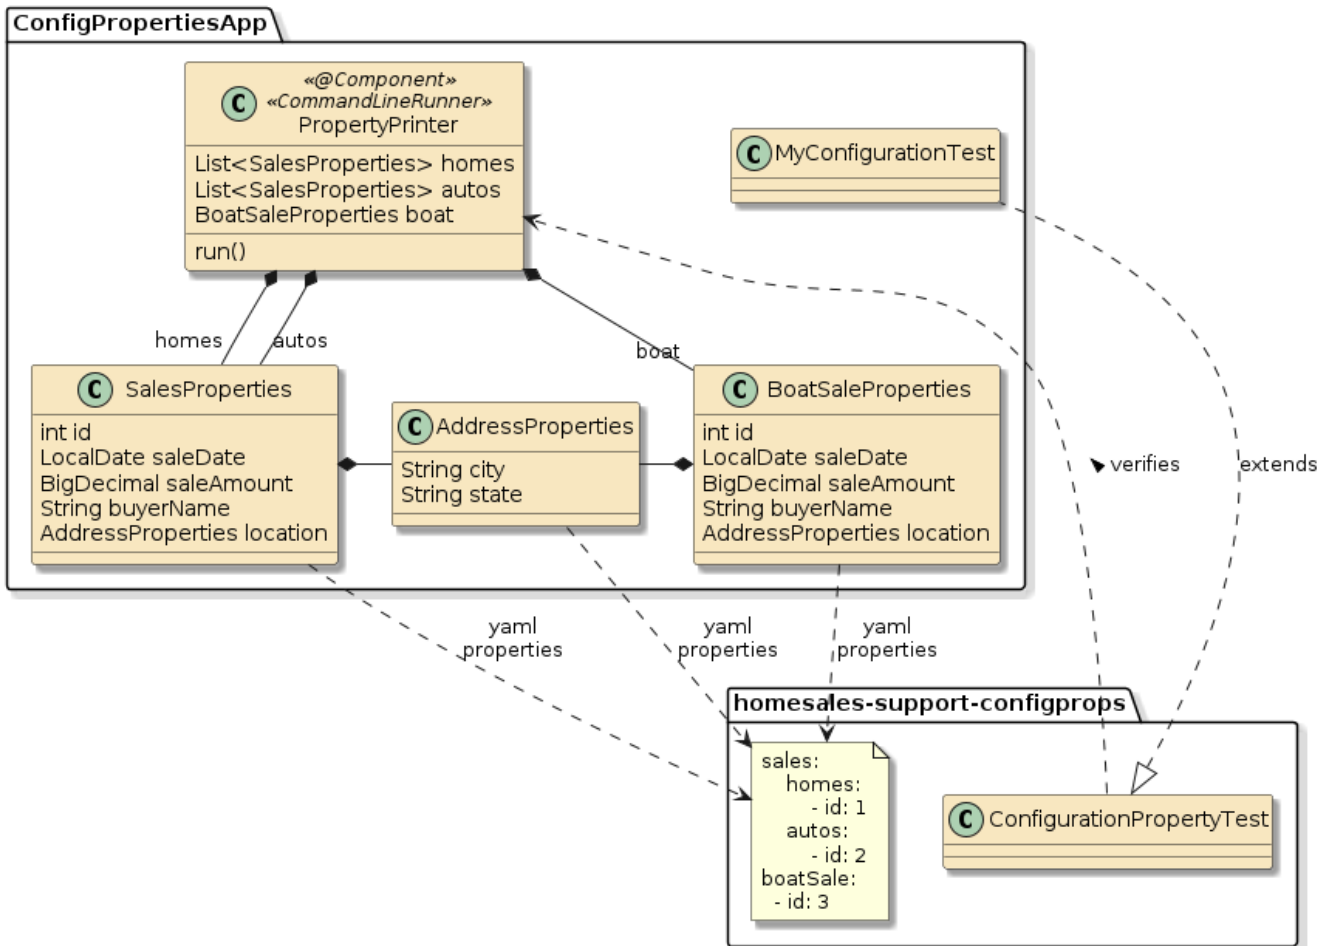 ConfigPropertiesApp
«@Component»
«CommandLineRunner»
C
PropertyPrinter
List<SalesProperties> homes
List<SalesProperties> autos
BoatSaleProperties boat
run()
C MyConfigurationTest
homes
autos
boat
C SalesProperties
int id
LocalDate saleDate
BigDecimal saleAmount
String buyerName
AddressProperties location
C AddressProperties
String city
String state
C BoatSaleProperties
int id
LocalDate saleDate
BigDecimal saleAmount
String buyerName
AddressProperties location
verifies
extends
yaml
properties
yaml
properties
yaml
properties
homesales-support-configprops
sales:
homes:
- id: 1
autos:
- id: 2
boatSale:
- id: 3
C ConfigurationPropertyTest